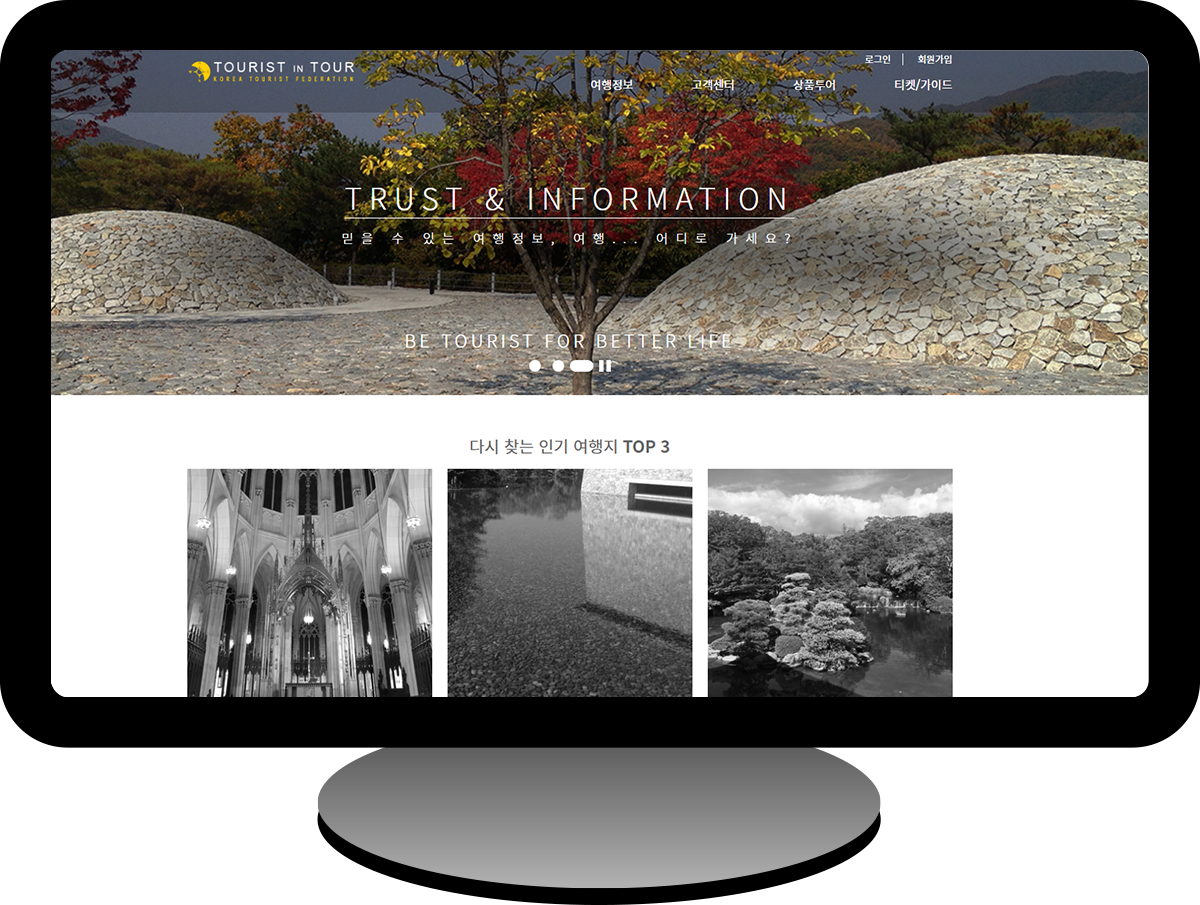 TOURIST IN TOUR
KOREA TOURIST FEDERATION
로그인 | 회원가입
여행정보 고객센터 상품투어 티켓/가이드
TRUST & INFORMATION
믿을 수 있는 여행정보, 여행... 어디로 가세요?
BE TOURIST FOR BETTER LIFE
다시 찾는 인기 여행지 TOP 3